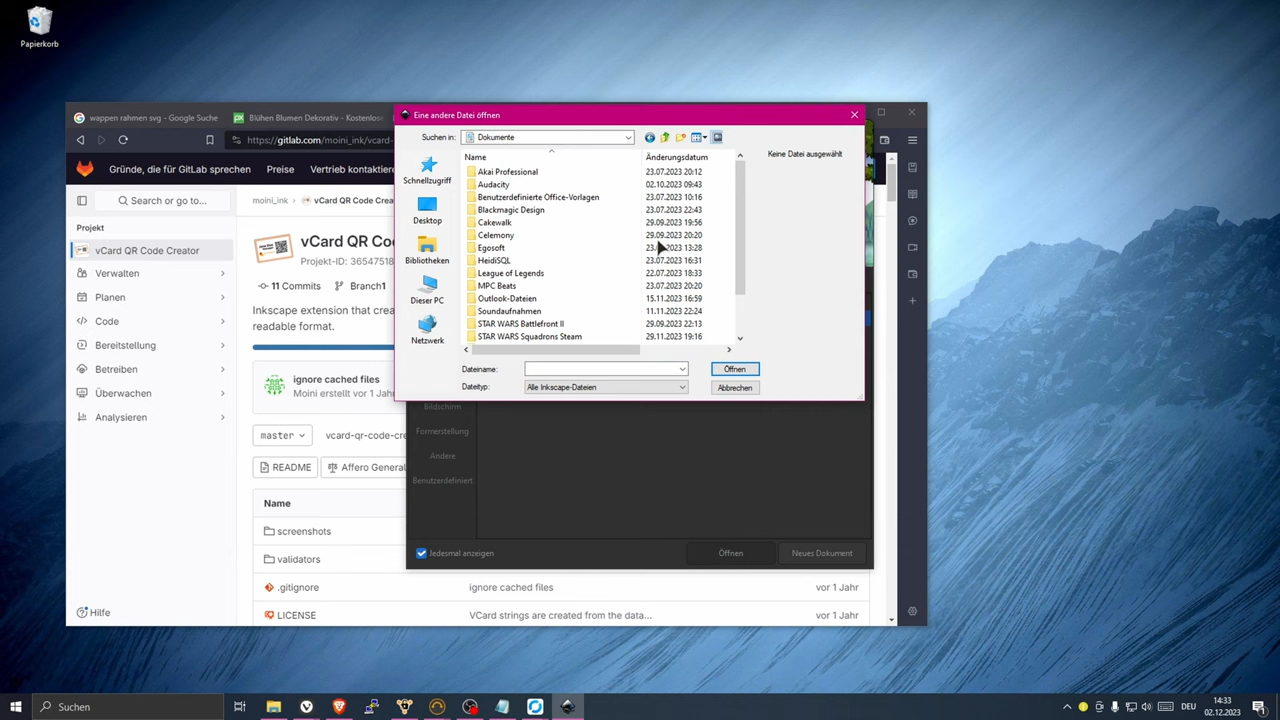 Papierkorb
wappen rahmen svg - Google Suche
Blühen Blumen Dekorativ - Kostenlose
https://gitlab.com/moini_ink/vcard-
Gründe, die für GitLab sprechen
Preise
Vertrieb kontaktieren
Search or go to...
moini_ink
vCard QR Code Crea
Projekt
vCard QR Code Creator
Verwalten
Planen
Code
Bereitstellung
Betreiben
Überwachen
Analysieren
Hilfe
vCard QR Co
Projekt-ID: 36547518
11 Commits
Branch1
Inkscape extension that crea
readable format.
ignore cached files
Moini erstellt vor 1 Jahr
master
vcard-qr-code-cre
README
Affero General
Name
screenshots
validators
.gitignore
ignore cached files
vor 1 Jahr
LICENSE
VCard strings are created from the data...
vor 1 Jahr
Eine andere Datei öffnen
Suchen in:
Dokumente
Keine Datei ausgewählt
Name
Änderungsdatum
Schnellzugriff
Desktop
Bibliotheken
Dieser PC
Netzwerk
Akai Professional 23.07.2023 20:12
Audacity 02.10.2023 09:43
Benutzerdefinierte Office-Vorlagen 23.07.2023 10:16
Blackmagic Design 23.07.2023 22:43
Cakewalk 29.09.2023 19:56
Celemony 29.09.2023 20:20
Egosoft 23. 2023 13:28
HeidiSQL 23.07.2023 16:31
League of Legends 22.07.2023 18:33
MPC Beats 23.07.2023 20:20
Outlook-Dateien 15.11.2023 16:59
Soundaufnahmen 11.11.2023 22:24
STAR WARS Battlefront II 29.09.2023 22:13
STAR WARS Squadrons Steam 29.11.2023 19:16
Dateiname:
Öffnen
Dateityp:
Alle Inkscape-Dateien
Abbrechen
Bildschirm
Formerstellung
Andere
Benutzerdefiniert
Jedesmal anzeigen
Öffnen
Neues Dokument
Suchen
DEU
14:33
02.12.2023
1